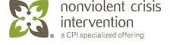 nonviolent crisis
intervention
a CPI specialized offering